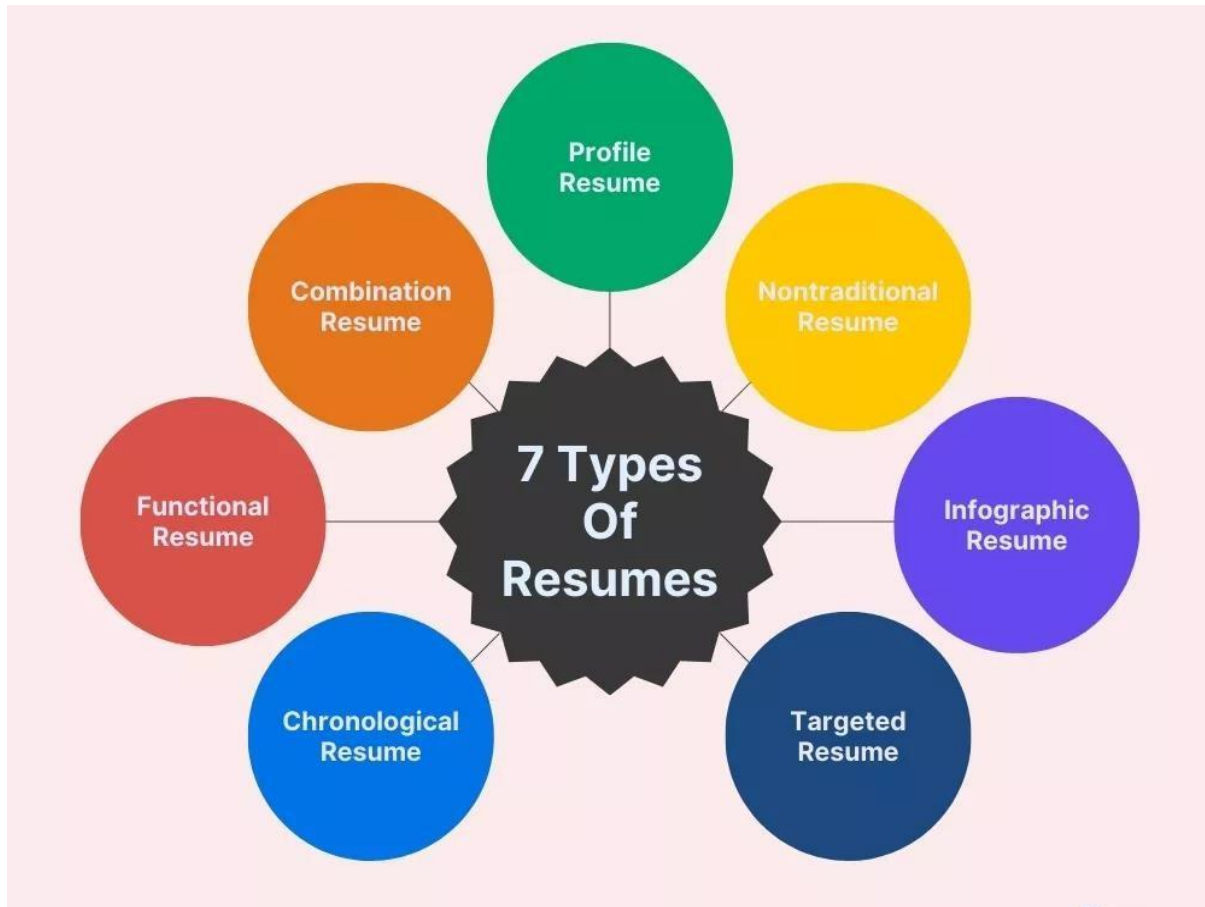 Profile
Resume
Combination
Resume
Nontraditional
Resume
7 Types
Of
Resumes
Functional
Resume
Infographic
Resume
Chronological
Resume
Targeted
Resume